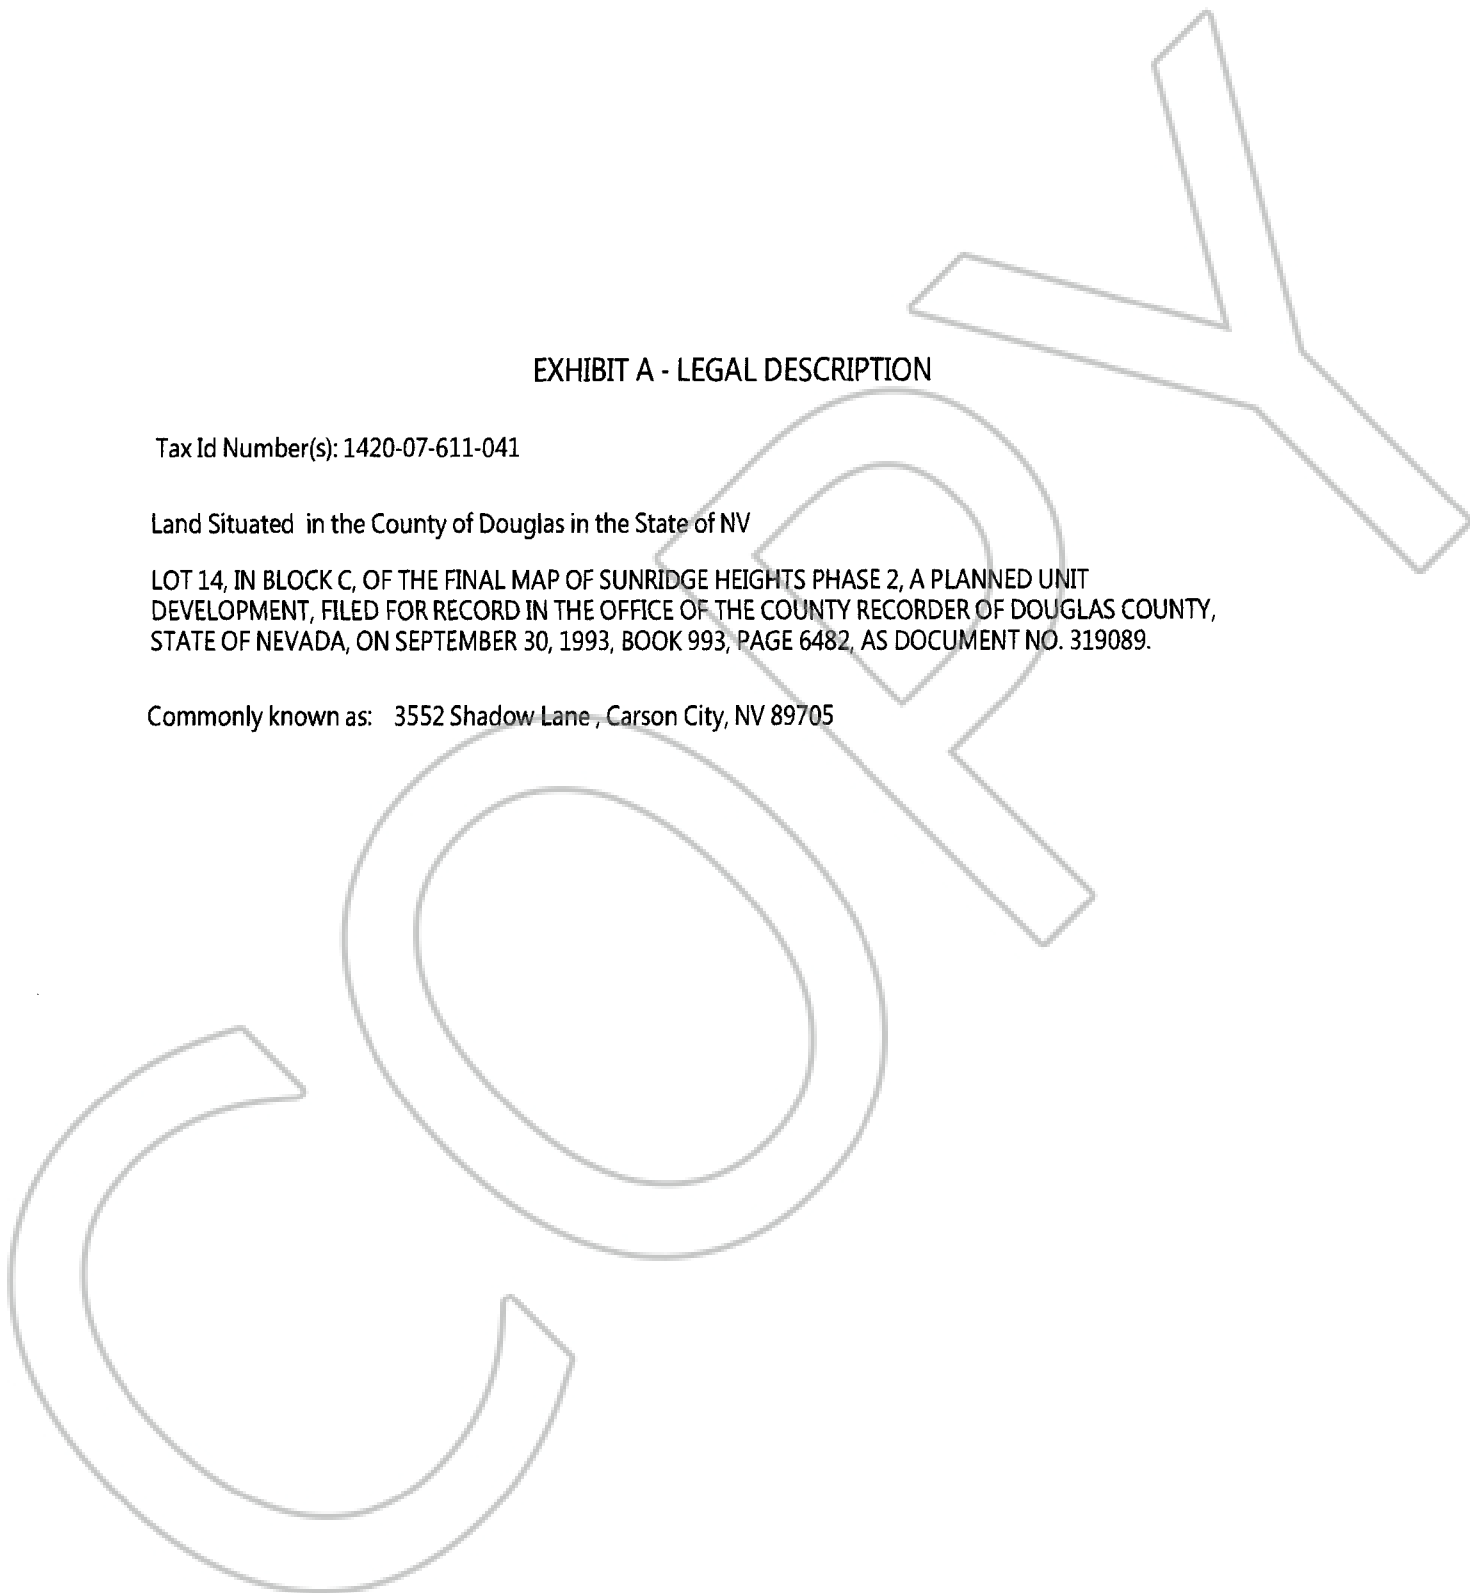 EXHIBIT A - LEGAL DESCRIPTION
Tax Id Number(s): 1420-07-611-041
Land Situated in the County of Douglas in the State of NV
LOT 14, IN BLOCK C, OF THE FINAL MAP OF SUNRIDGE HEIGHTS PHASE 2, A PLANNED UNIT
DEVELOPMENT, FILED FOR RECORD IN THE OFFICE OF THE COUNTY RECORDER OF DOUGLAS COUNTY,
STATE OF NEVADA, ON SEPTEMBER 30, 1993, BOOK 993, PAGE 6482, AS DOCUMENT NO. 319089.
Commonly known as: 3552 Shadow Lane , Carson City, NV 89705
COPY